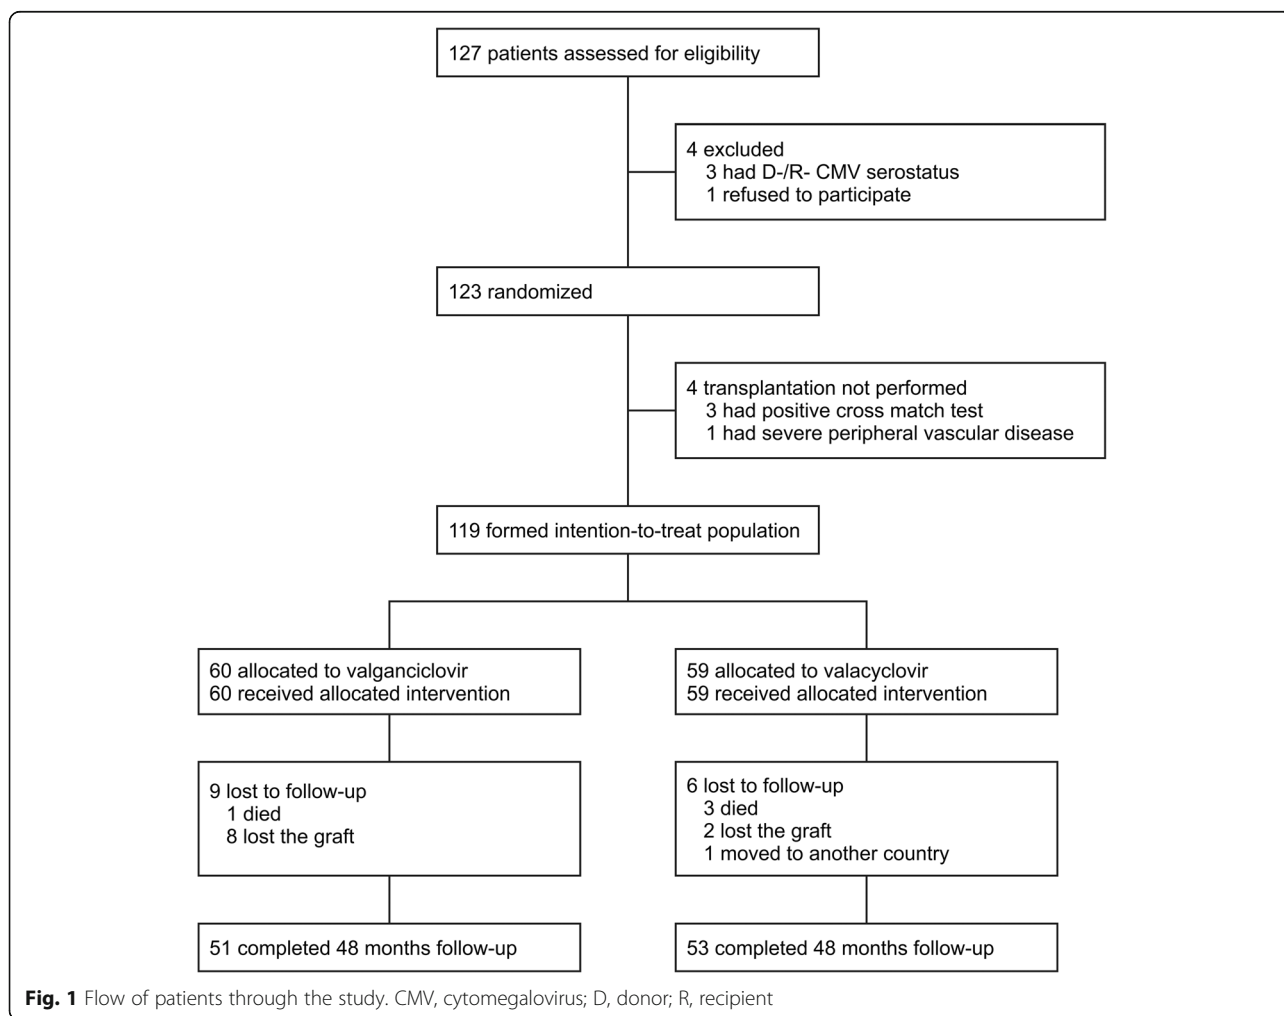 127 patients assessed for eligibility
4 excluded
3 had D-/R- CMV serostatus
1 refused to participate
123 randomized
4 transplantation not performed
3 had positive cross match test
1 had severe peripheral vascular disease
119 formed intention-to-treat population
60 allocated to valganciclovir
60 received allocated intervention
59 allocated to valacyclovir
59 received allocated intervention
9 lost to follow-up
1 died
8 lost the graft
6 lost to follow-up
3 died
2 lost the graft
1 moved to another country
51 completed 48 months follow-up
53 completed 48 months follow-up
Fig. 1 Flow of patients through the study. CMV, cytomegalovirus; D, donor; R, recipient